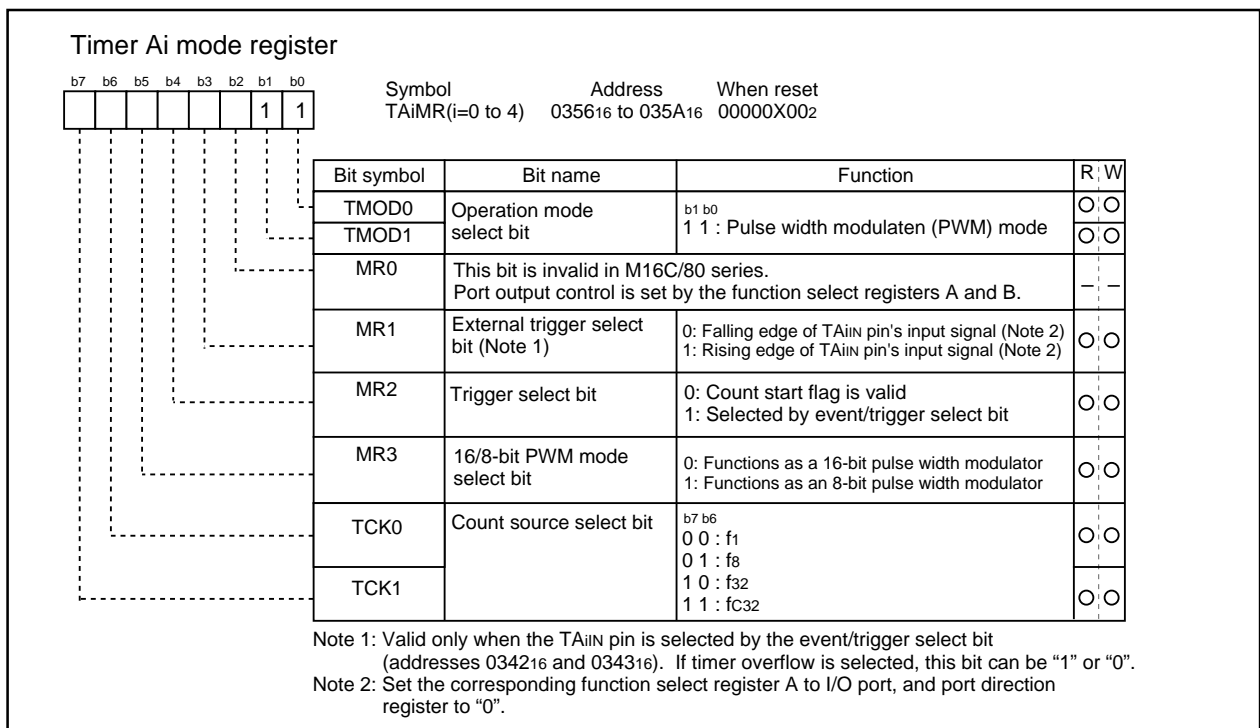 Timer Ai mode register
b7 b6 b5 b4 b3 b2 b1 b0
1 1
Symbol Address When reset
TAiMR(i=0 to 4) 035616 to 035A16 00000X002
Bit symbol Bit name Function R W
TMOD0
TMOD1
Operation mode
select bit
b1 b0
1 1 : Pulse width modulaten (PWM) mode
MR0
This bit is invalid in M16C/80 series.
Port output control is set by the function select registers A and B.
– –
MR1
External trigger select
bit (Note 1)
0: Falling edge of TAiIN pin's input signal (Note 2)
1: Rising edge of TAiIN pin's input signal (Note 2)
MR2
Trigger select bit
0: Count start flag is valid
1: Selected by event/trigger select bit
MR3
16/8-bit PWM mode
select bit
0: Functions as a 16-bit pulse width modulator
1: Functions as an 8-bit pulse width modulator
TCK0
TCK1
Count source select bit
b7 b6
0 0 : f1
0 1 : f8
1 0 : f32
1 1 : fC32
Note 1: Valid only when the TAiIN pin is selected by the event/trigger select bit
(addresses 034216 and 034316). If timer overflow is selected, this bit can be “1” or “0”.
Note 2: Set the corresponding function select register A to I/O port, and port direction
register to “0”.